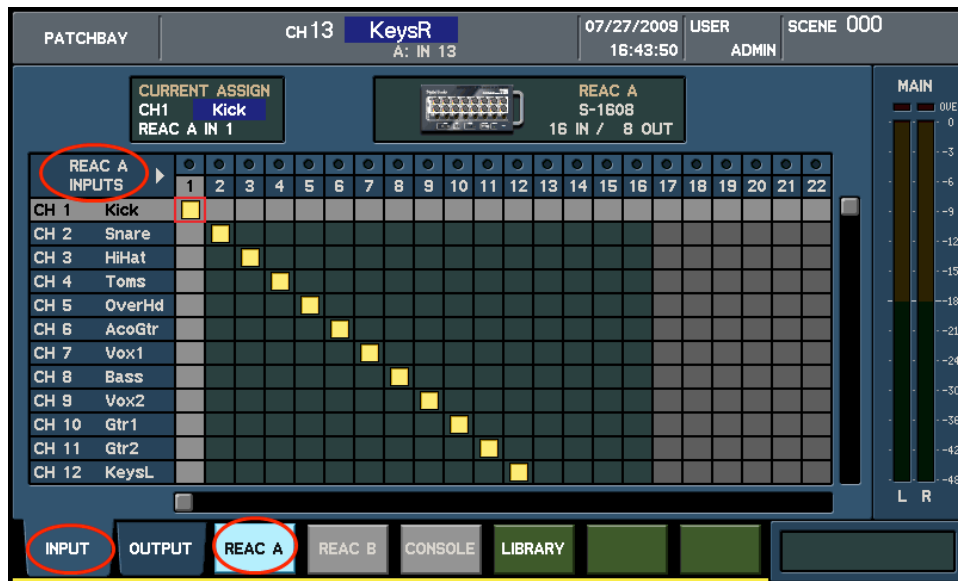 PATCHBAY
CH13 KeysR
A: IN 13
07/27/2009
16:43:50
USER
ADMIN
SCENE 000
CURRENT ASSIGN
CH1 Kick
REAC A IN 1
REAC A
S-1608
16 IN / 8 OUT
REAC A
INPUTS
1 2 3 4 5 6 7 8 9 10 11 12 13 14 15 16 17 18 19 20 21 22
CH 1 Kick
CH 2 Snare
CH 3 HiHat
CH 4 Toms
CH 5 OverHd
CH 6 AcoGtr
CH 7 Vox1
CH 8 Bass
CH 9 Vox2
CH 10 Gtr1
CH 11 Gtr2
CH 12 KeysL
MAIN
OVE
0
-3
-6
-9
-12
-15
-18
-21
-24
-30
-36
-42
-48
L R
INPUT
OUTPUT
REAC A
REAC B
CONSOLE
LIBRARY